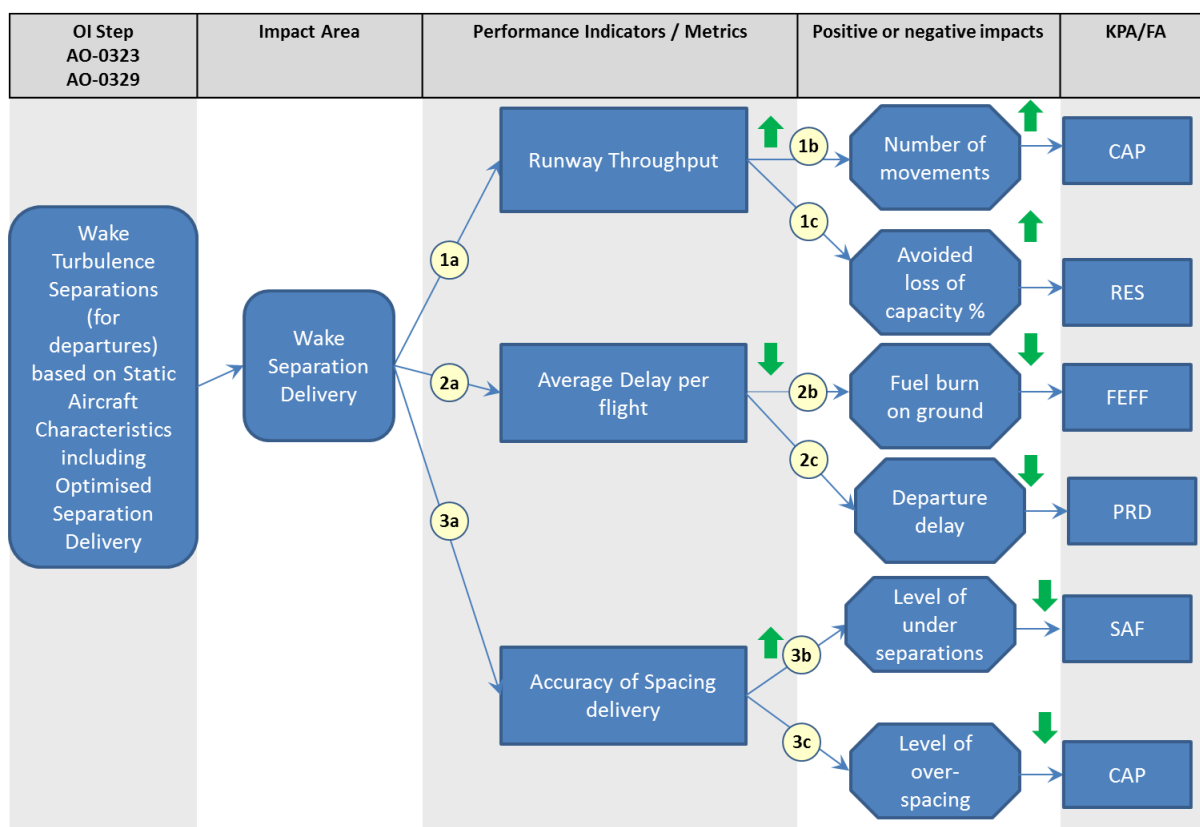 OI Step
AO-0323
AO-0329
Impact Area
Performance Indicators / Metrics
Positive or negative impacts
KPA/FA
Wake
Turbulence
Separations
(for
departures)
based on Static
Aircraft
Characteristics
including
Optimised
Separation
Delivery
Wake
Separation
Delivery
1a
2a
3a
Runway Throughput
1b
1c
Number of
movements
CAP
Avoided
loss of
capacity %
RES
Average Delay per
flight
2b
2c
Fuel burn
on ground
FEFF
Departure
delay
PRD
Accuracy of Spacing
delivery
3b
3c
Level of
under
separations
SAF
Level of
over-
spacing
CAP